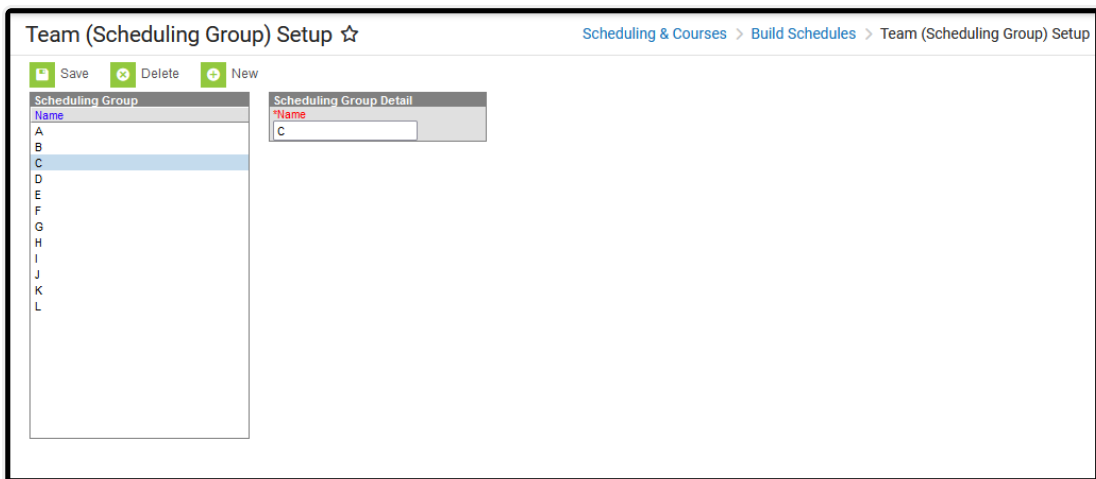 Team (Scheduling Group) Setup
Scheduling & Courses > Build Schedules > Team (Scheduling Group) Setup
Save Delete New
Scheduling Group
Name
A
B
C
D
E
F
G
H
I
J
K
L
Scheduling Group Detail
*Name
C